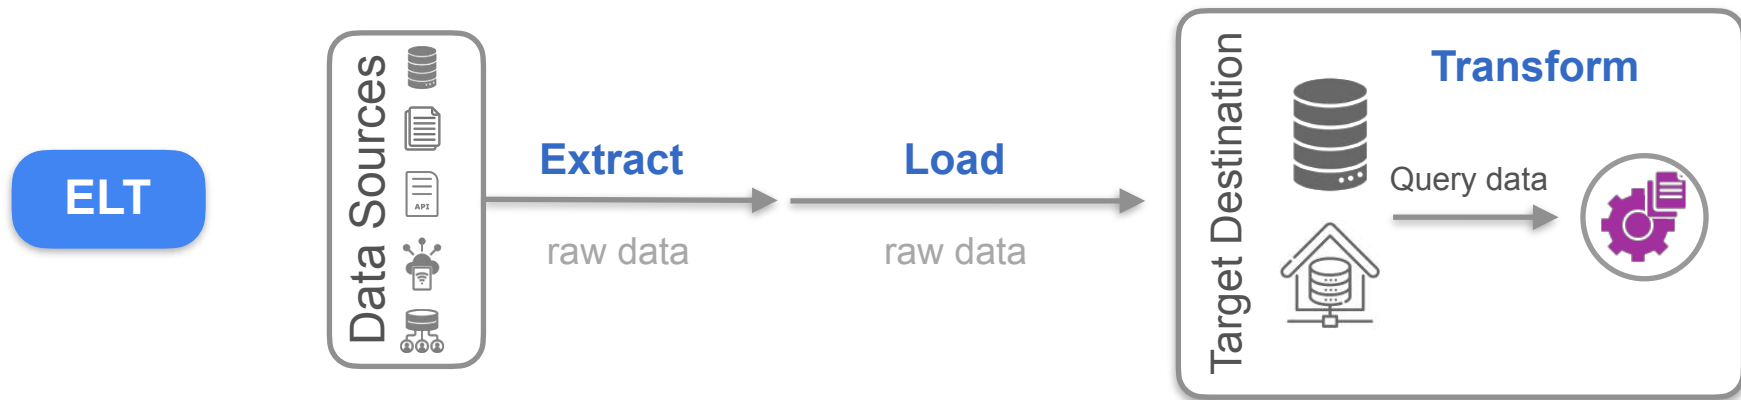 ELT
Data Sources
API
Extract
raw data
Load
raw data
Target Destination
Transform
Query data